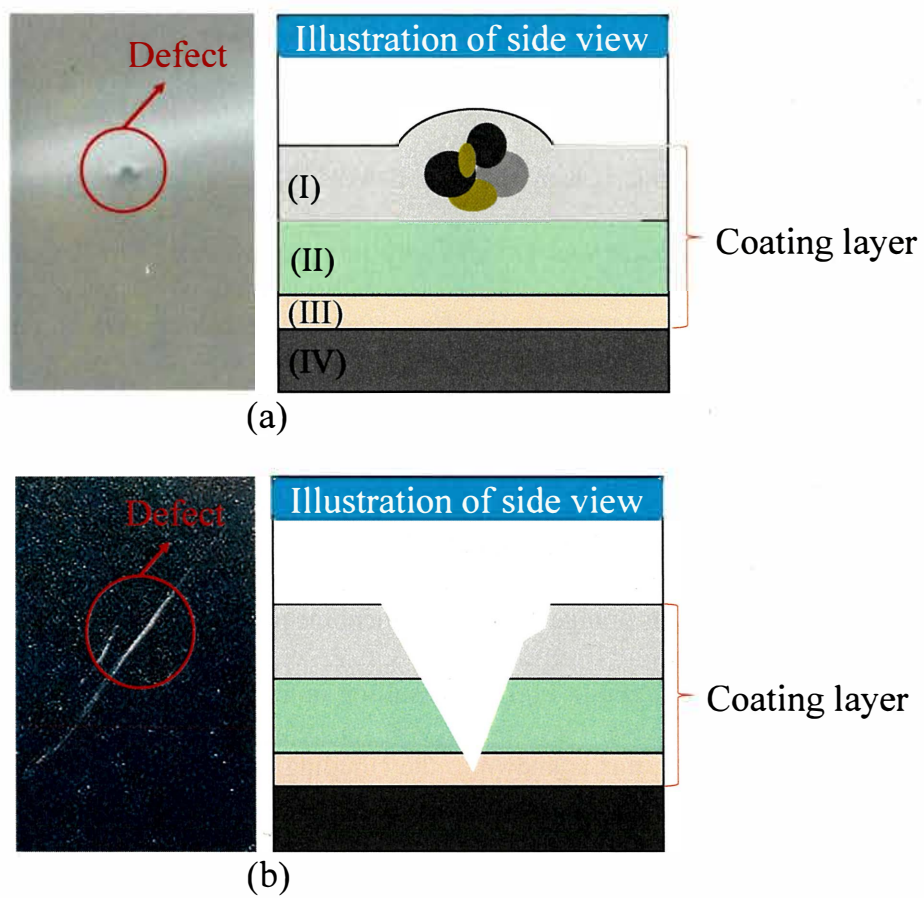 Defect
Illustration of side view
(I)
(II)
(III)
(IV)
Coating layer
(a)
Defect
Illustration of side view
Coating layer
(b)